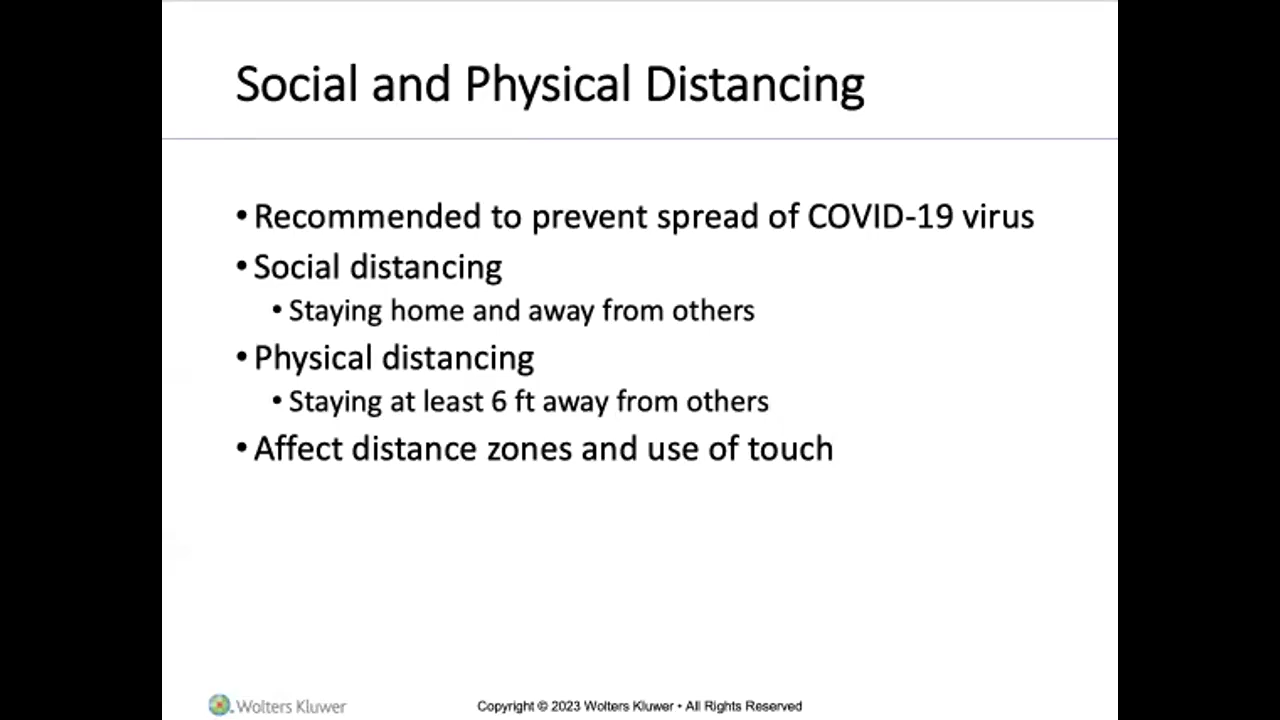 Social and Physical Distancing
• Recommended to prevent spread of COVID-19 virus
• Social distancing
• Staying home and away from others
• Physical distancing
• Staying at least 6 ft away from others
• Affect distance zones and use of touch
Wolters Kluwer
Copyright © 2023 Wolters Kluwer • All Rights Reserved